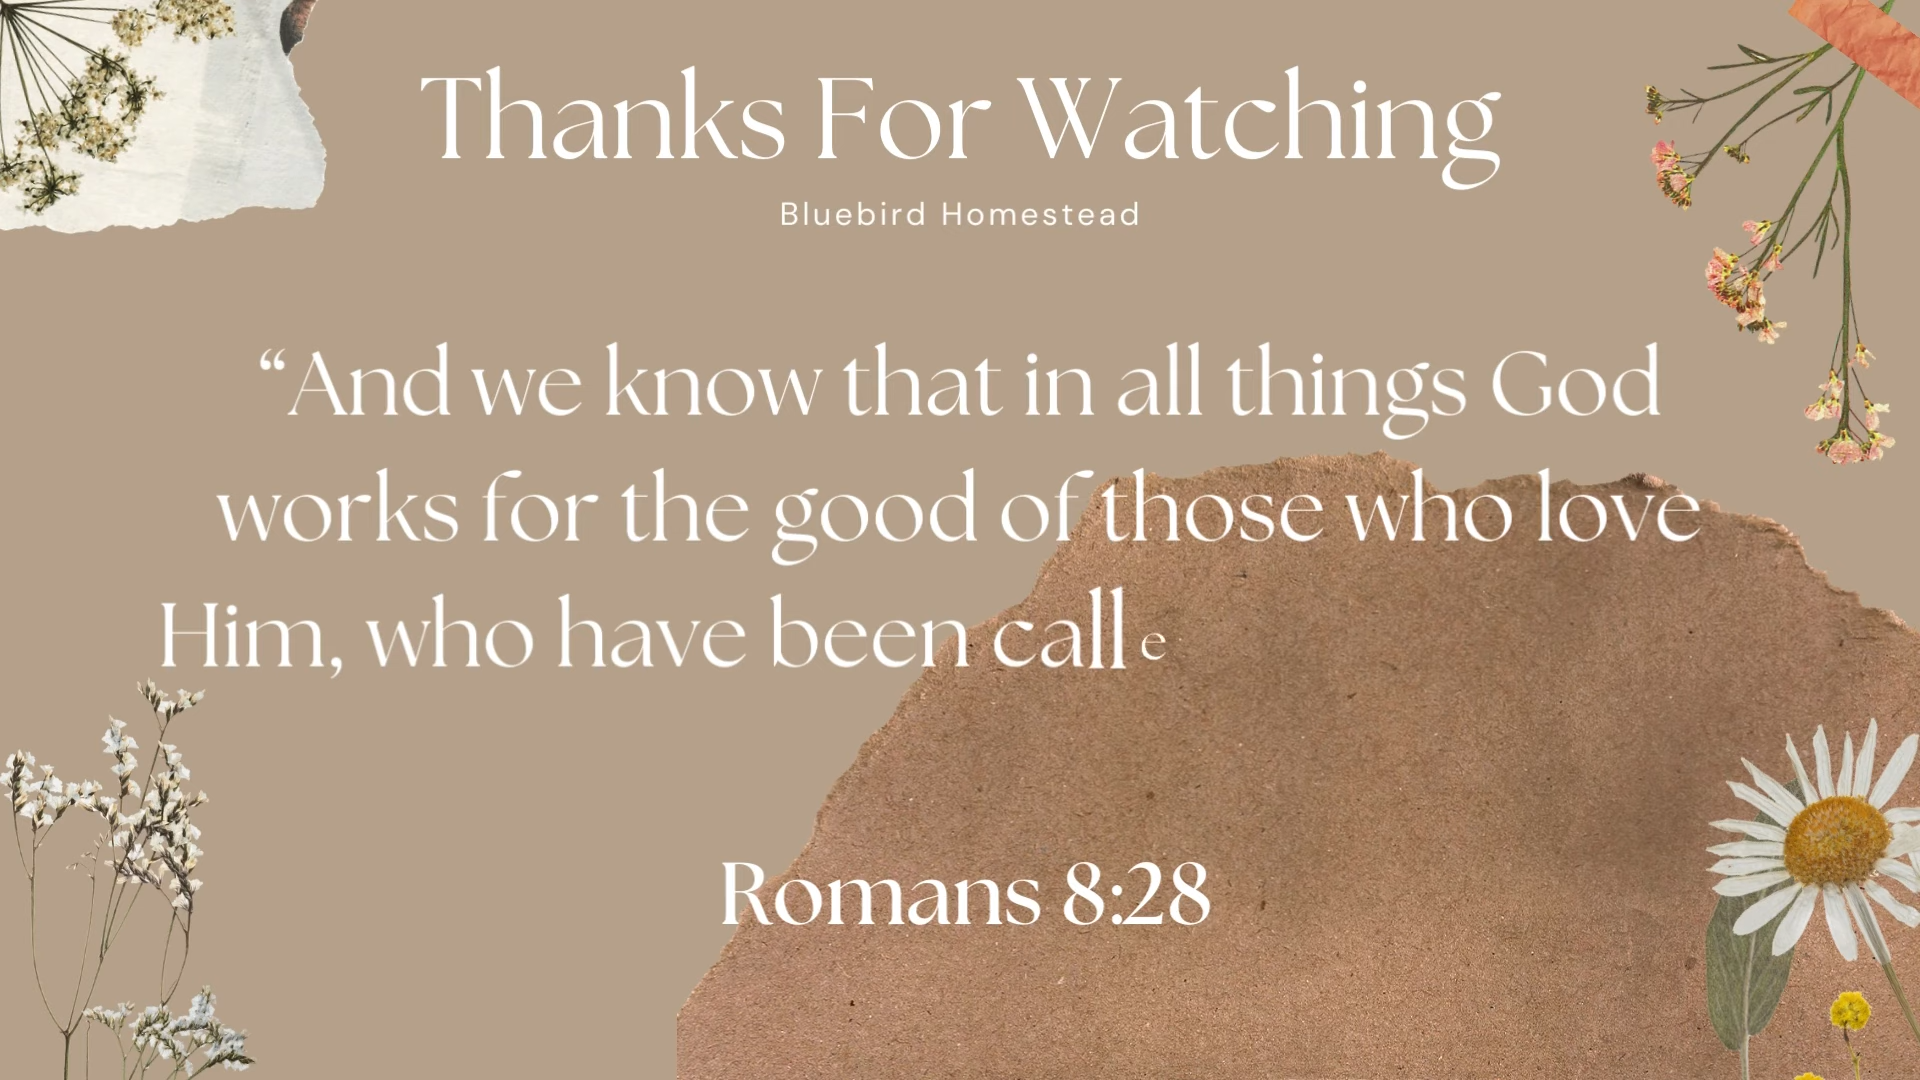 Thanks For Watching
Bluebird Homestead
“And we know that in all things God
works for the good of those who love
Him, who have been calle
Romans 8:28